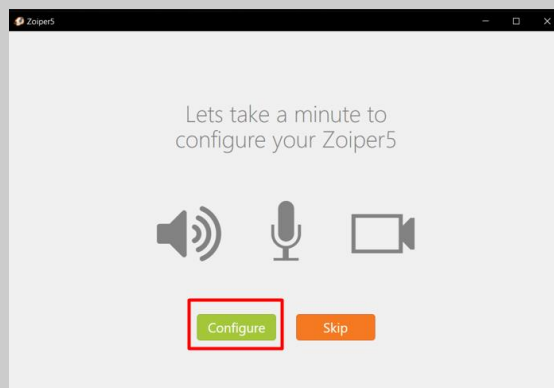 Zoiper5
Lets take a minute to
configure your Zoiper5
Configure
Skip